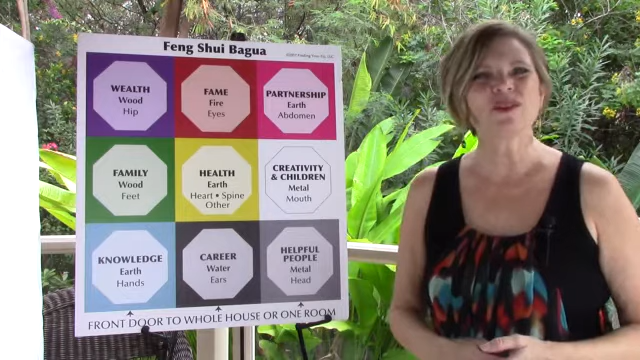 Feng Shui Bagua
WEALTH
Wood
Hip
FAME
Fire
Eyes
PARTNERSHIP
Earth
Abdomen
FAMILY
Wood
Feet
HEALTH
Earth
Heart • Spine
Other
CREATIVITY
& CHILDREN
Metal
Mouth
KNOWLEDGE
Earth
Hands
CAREER
Water
Ears
HELPFUL
PEOPLE
Metal
Head
FRONT DOOR TO WHOLE HOUSE OR ONE ROOM